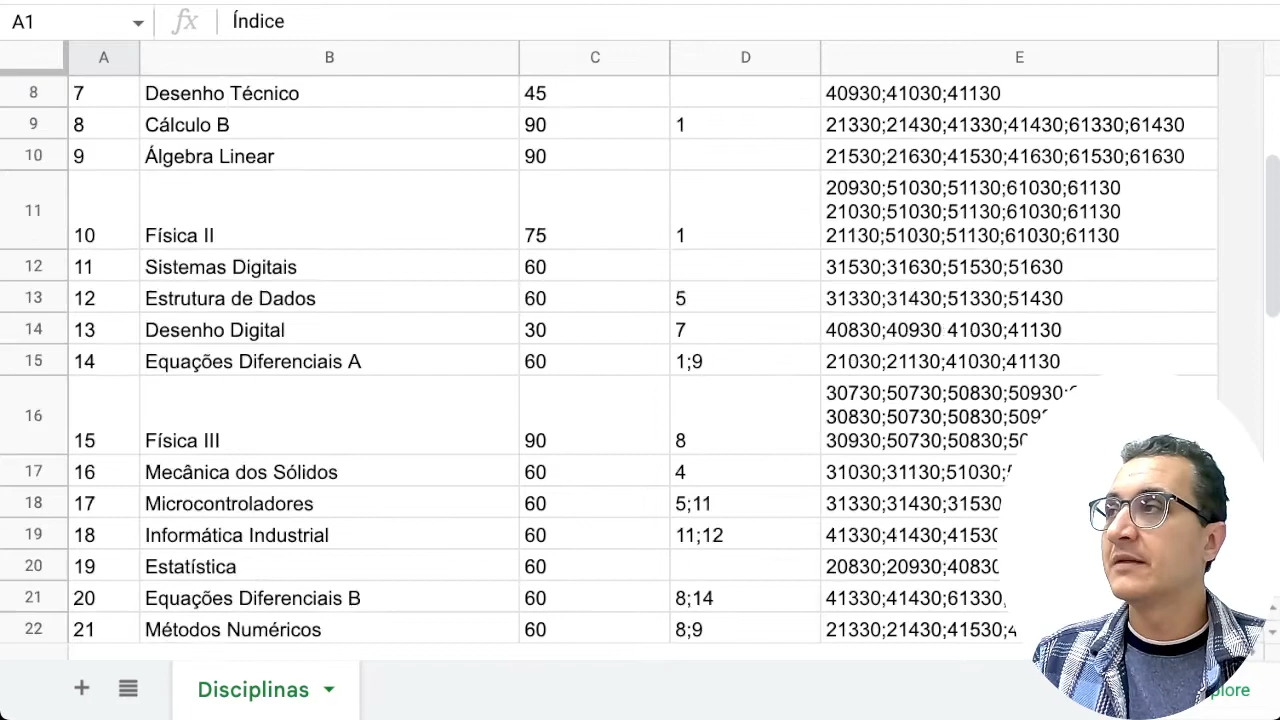 A1 fx Índice
A B C D E
8 7 Desenho Técnico 45 40930;41030;41130
9 8 Cálculo B 90 1 21330;21430;41330;41430;61330;61430
10 9 Álgebra Linear 90 21530;21630;41530;41630;61530;61630
20930;51030;51130;61030;61130
11 21030;51030;51130;61030;61130
10 Física II 75 1 21130;51030;51130;61030;61130
12 11 Sistemas Digitais 60 31530;31630;51530;51630
13 12 Estrutura de Dados 60 5 31330;31430;51330;51430
14 13 Desenho Digital 30 7 40830;40930 41030;41130
15 14 Equações Diferenciais A 60 1;9 21030;21130;41030;41130
30730;50730;50830;50930;
16 30830;50730;50830;509
15 Física III 90 8 30930;50730;50830;50
17 16 Mecânica dos Sólidos 60 4 31030;31130;51030;
18 17 Microcontroladores 60 5;11 31330;31430;31530
19 18 Informática Industrial 60 11;12 41330;41430;41530
20 19 Estatística 60 20830;20930;40830
21 20 Equações Diferenciais B 60 8;14 41330;41430;61330
22 21 Métodos Numéricos 60 8;9 21330;21430;41530;4
+ Disciplinas plore